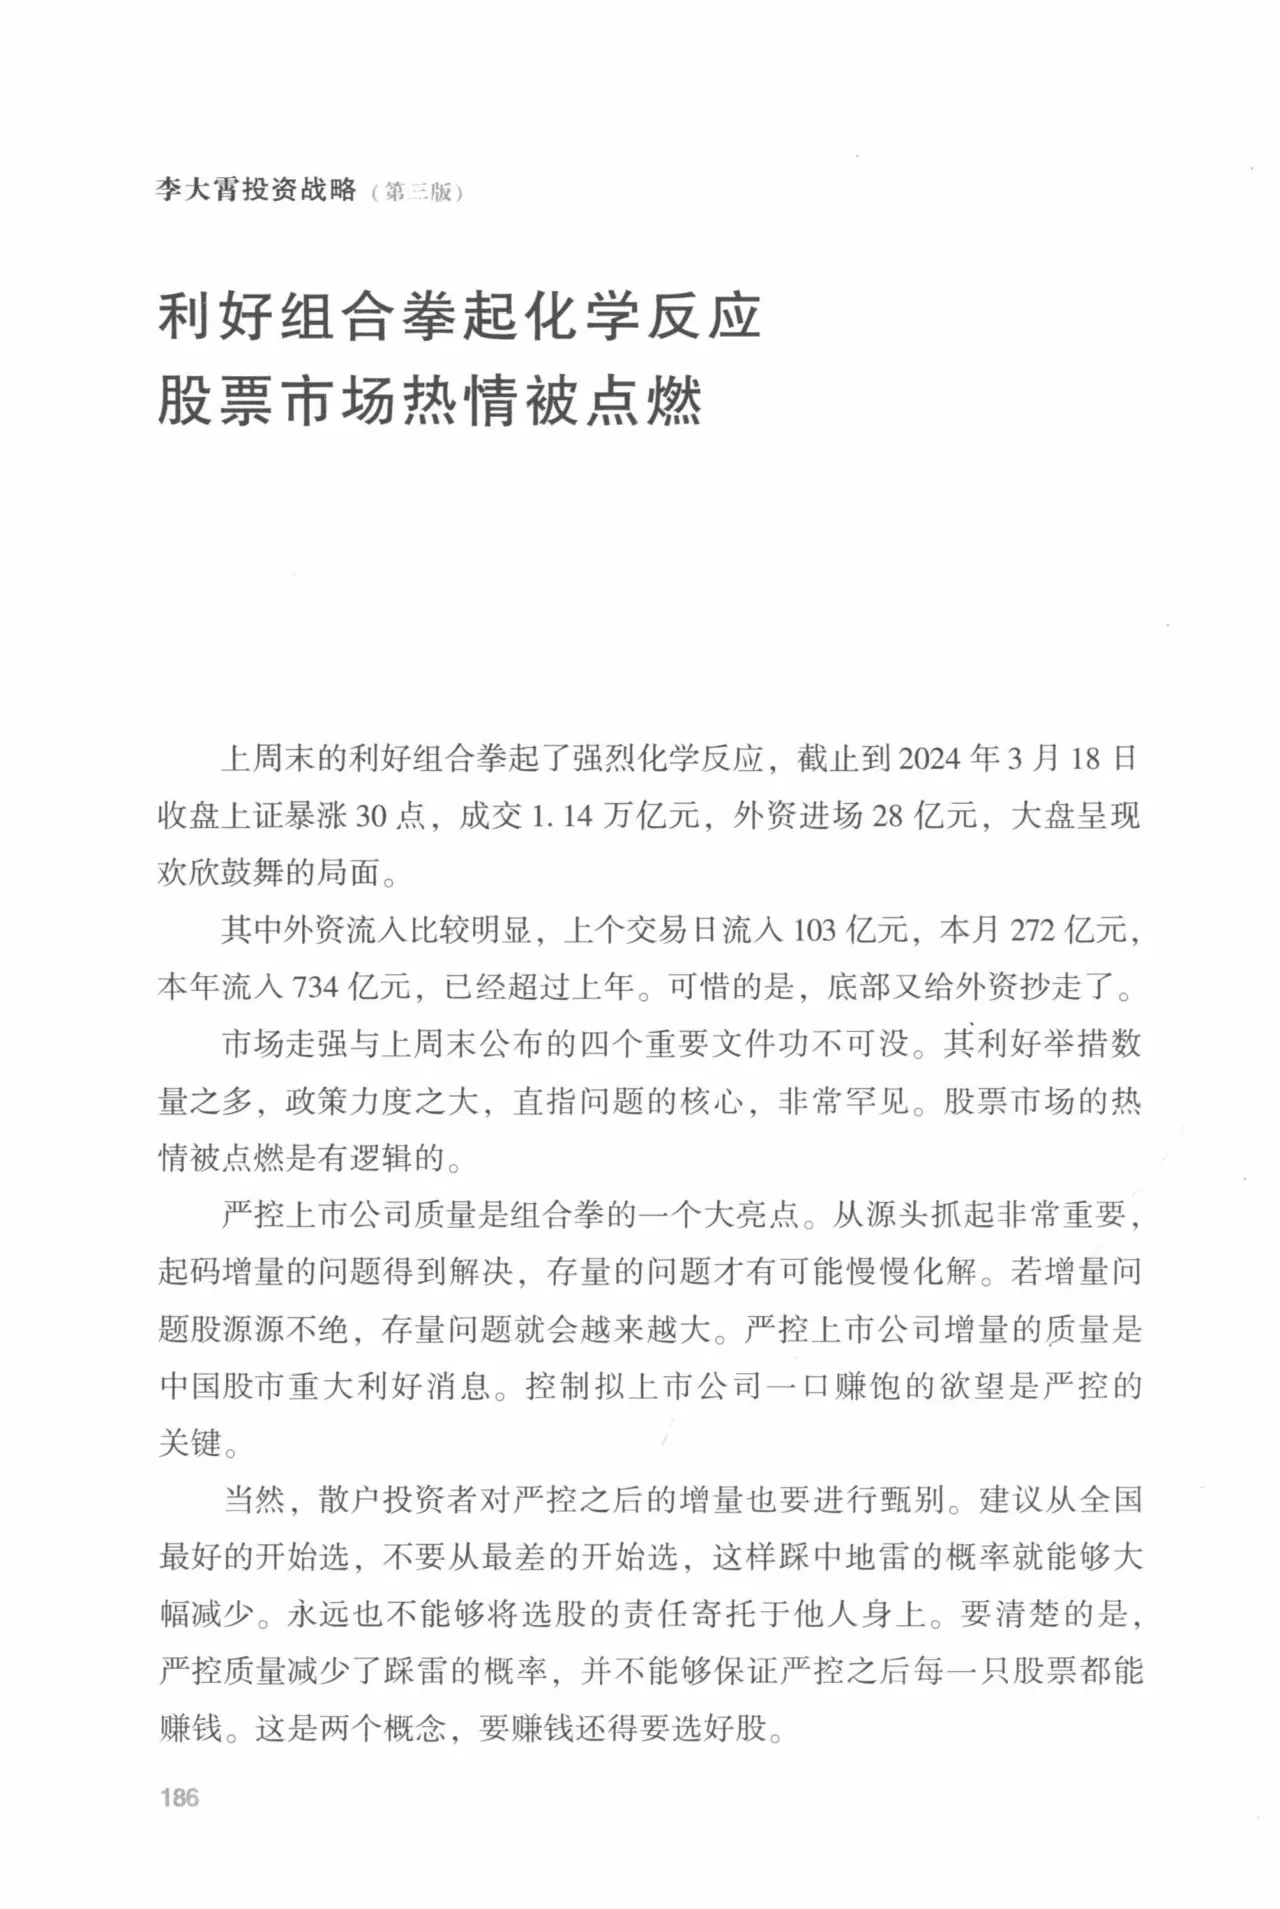 李大霄投资战略（第三版）
利好组合拳起化学反应
股票市场热情被点燃
上周末的利好组合拳起了强烈化学反应，截止到 2024 年 3 月 18 日
收盘上证暴涨 30 点，成交 1.14 万亿元，外资进场 28 亿元，大盘呈现
欢欣鼓舞的局面。
其中外资流入比较明显，上个交易日流入 103 亿元，本月 272 亿元，
本年流入 734 亿元，已经超过上年。可惜的是，底部又给外资抄走了。
市场走强与上周末公布的四个重要文件功不可没。其利好举措数
量之多，政策力度之大，直指问题的核心，非常罕见。股票市场的热
情被点燃是有逻辑的。
严控上市公司质量是组合拳的一个大亮点。从源头抓起非常重要，
起码增量的问题得到解决，存量的问题才有可能慢慢化解。若增量问
题股源源不绝，存量问题就会越来越大。严控上市公司增量的质量是
中国股市重大利好消息。控制拟上市公司一口赚饱的欲望是严控的
关键。
当然，散户投资者对严控之后的增量也要进行甄别。建议从全国
最好的开始选，不要从最差的开始选，这样踩中地雷的概率就能够大
幅减少。永远也不能够将选股的责任寄托于他人身上。要清楚的是，
严控质量减少了踩雷的概率，并不能够保证严控之后每一只股票都能
赚钱。这是两个概念，要赚钱还得要选好股。
186